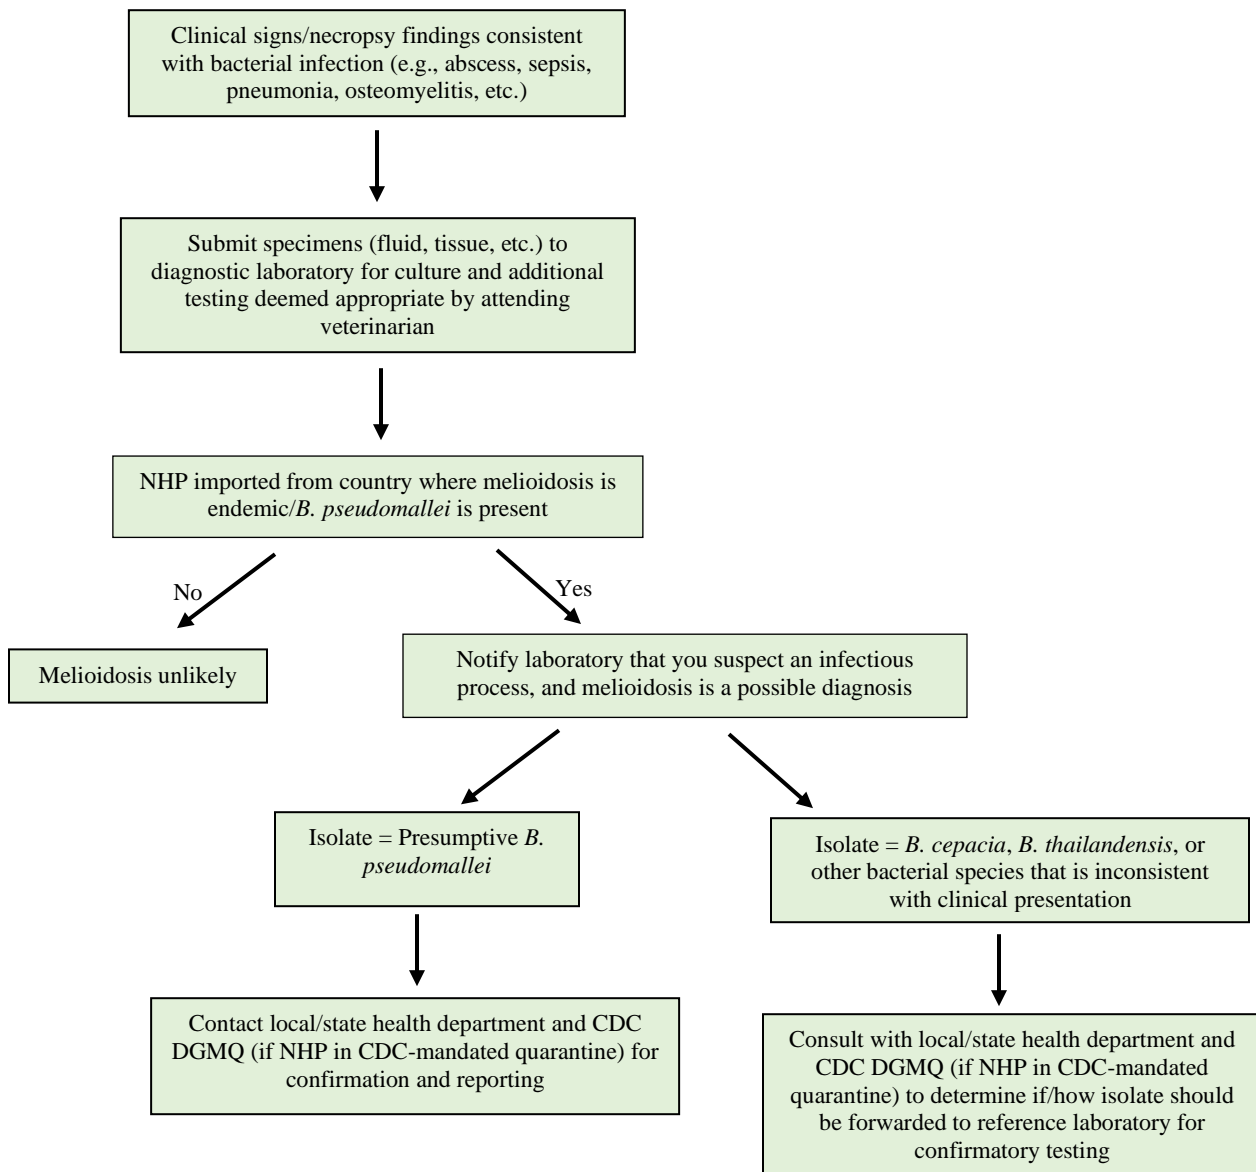 Clinical signs/necropsy findings consistent
with bacterial infection (e.g., abscess, sepsis,
pneumonia, osteomyelitis, etc.)
Submit specimens (fluid, tissue, etc.) to
diagnostic laboratory for culture and additional
testing deemed appropriate by attending
veterinarian
NHP imported from country where melioidosis is
endemic/B. pseudomallei is present
No
Yes
Melioidosis unlikely
Notify laboratory that you suspect an infectious
process, and melioidosis is a possible diagnosis
Isolate = Presumptive B.
pseudomallei
Isolate = B. cepacia, B. thailandensis, or
other bacterial species that is inconsistent
with clinical presentation
Contact local/state health department and CDC
DGMQ (if NHP in CDC-mandated quarantine) for
confirmation and reporting
Consult with local/state health department and
CDC DGMQ (if NHP in CDC-mandated
quarantine) to determine if/how isolate should
be forwarded to reference laboratory for
confirmatory testing